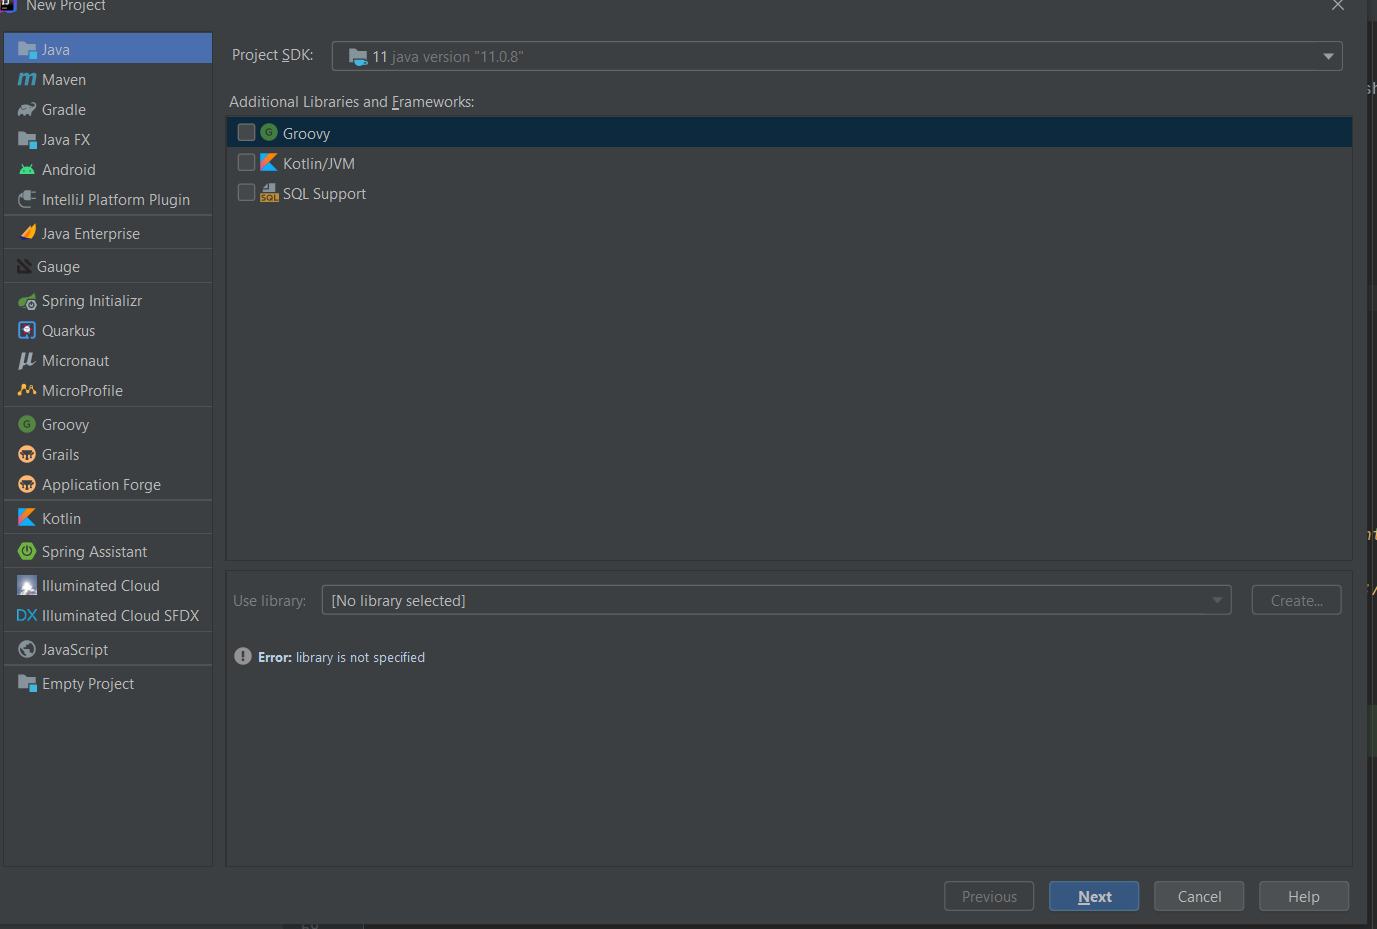 New Project
Java
Maven
Gradle
Java FX
Android
IntelliJ Platform Plugin
Java Enterprise
Gauge
Spring Initializr
Quarkus
Micronaut
MicroProfile
Groovy
Grails
Application Forge
Kotlin
Spring Assistant
Illuminated Cloud
DX Illuminated Cloud SFDX
JavaScript
Empty Project
Project SDK: 11 java version "11.0.8"
Additional Libraries and Frameworks:
Groovy
Kotlin/JVM
SQL Support
Use library: [No library selected] Create...
Error: library is not specified
Previous Next Cancel Help